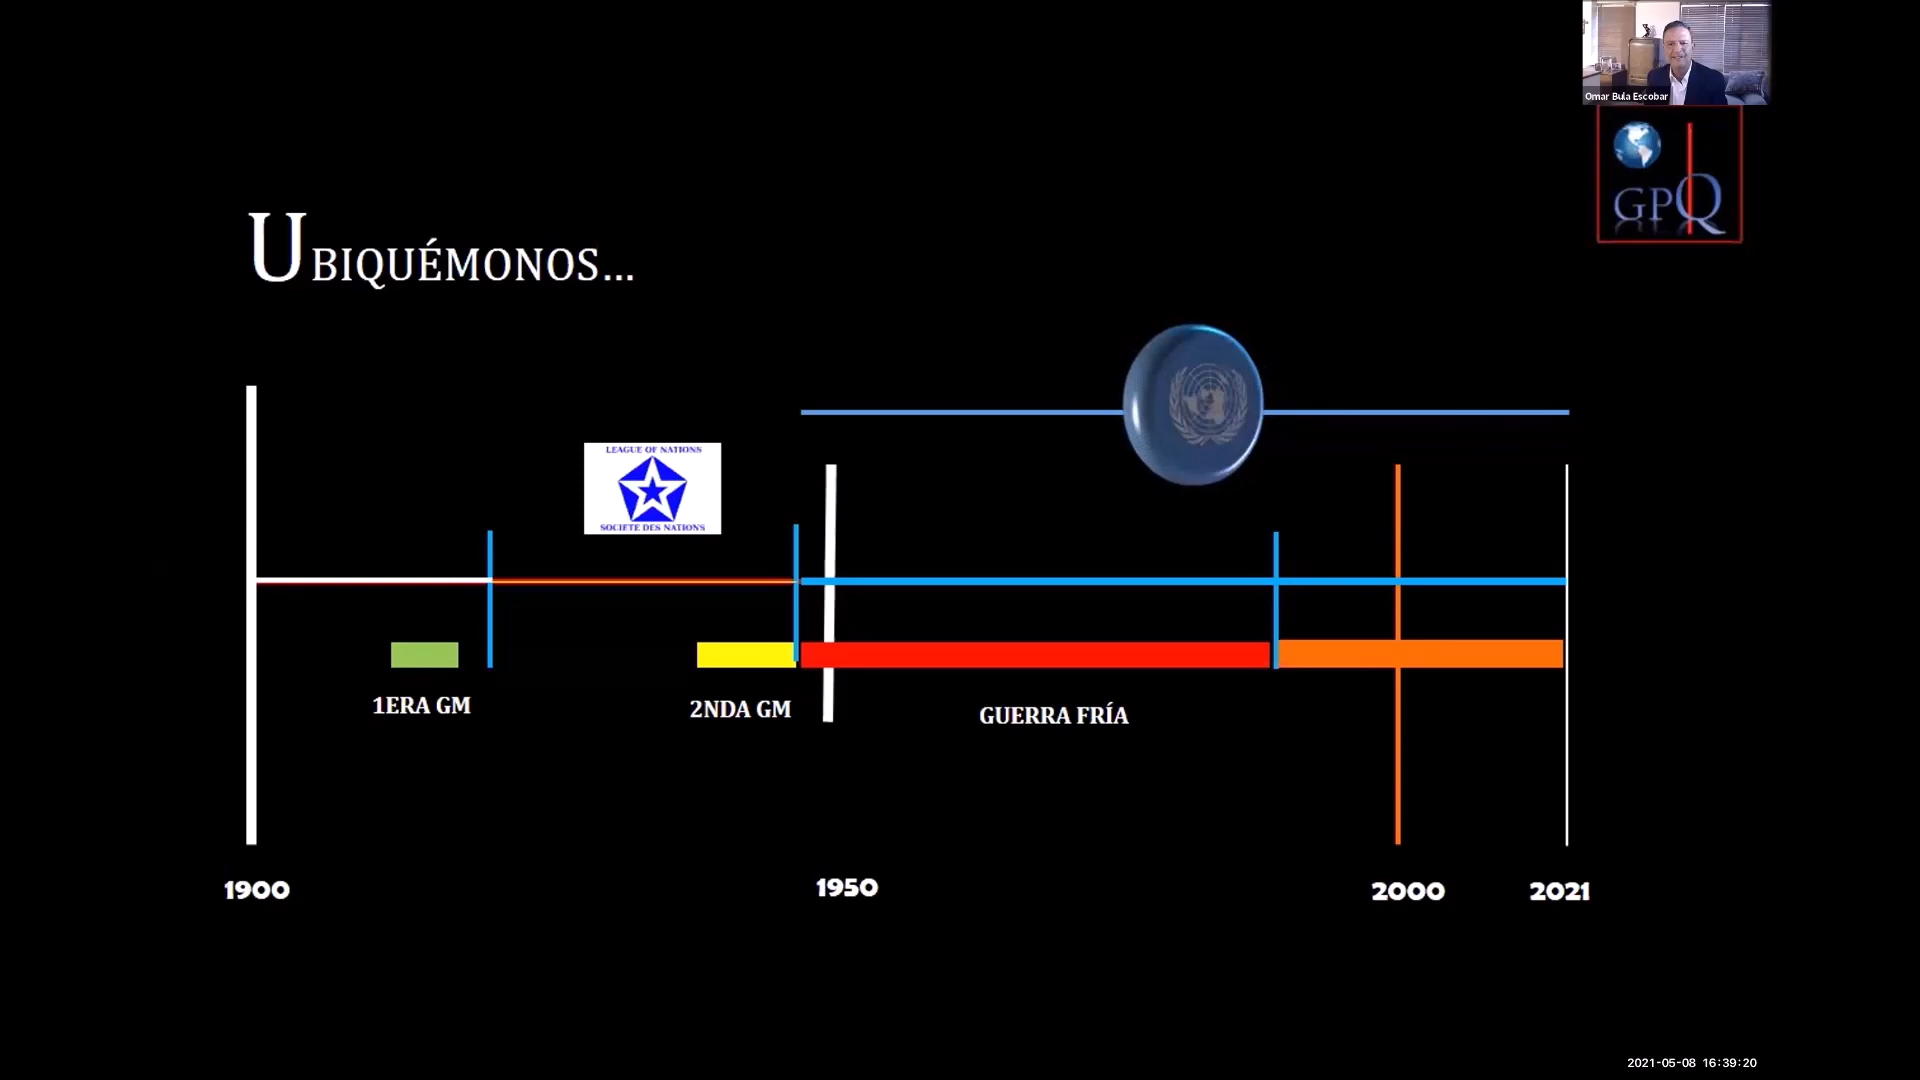 Omar Bula Escobar
GPQ
UBIQUÉMONOS...
LEAGUE OF NATIONS
SOCIÉTÉ DES NATIONS
1ERA GM
2NDA GM
GUERRA FRÍA
1900
1950
2000
2021
2021-05-08 16:39:20